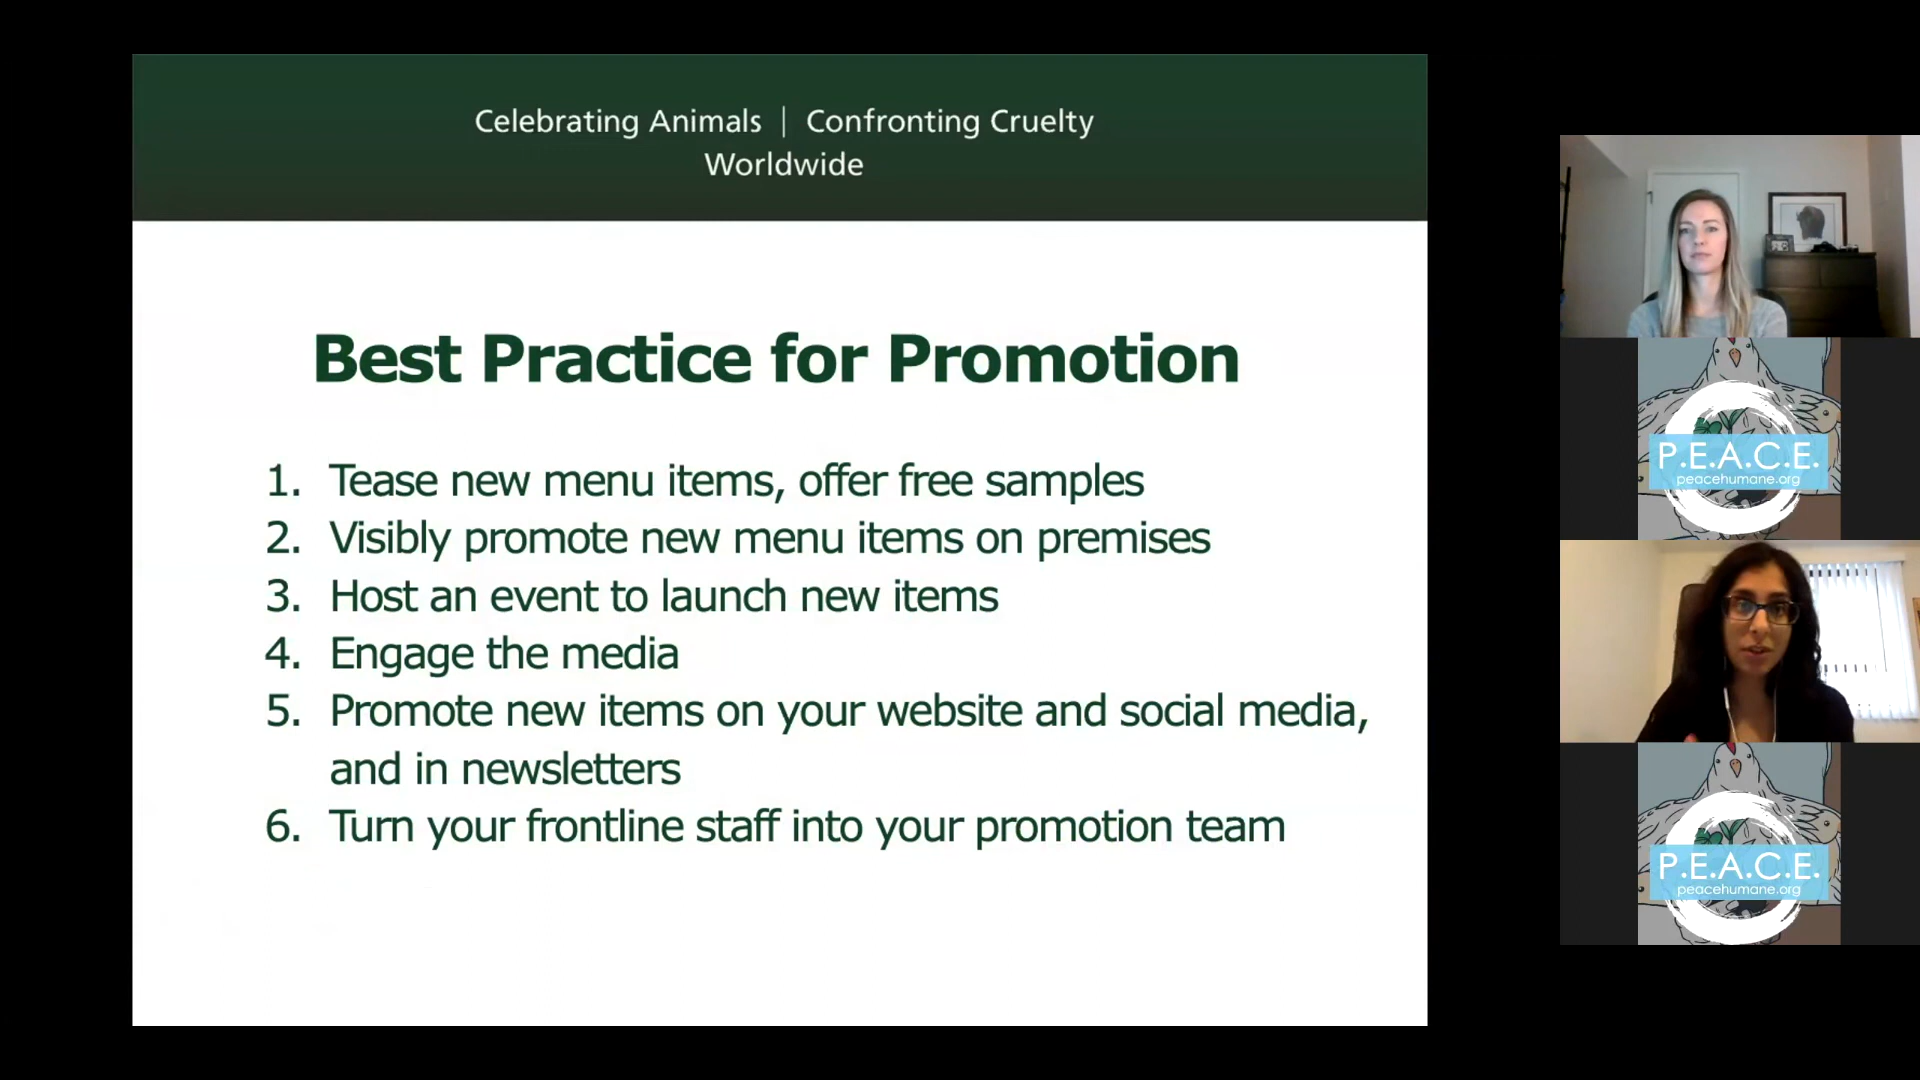 Celebrating Animals | Confronting Cruelty
Worldwide
Best Practice for Promotion
1. Tease new menu items, offer free samples
2. Visibly promote new menu items on premises
3. Host an event to launch new items
4. Engage the media
5. Promote new items on your website and social media,
and in newsletters
6. Turn your frontline staff into your promotion team
P.E.A.C.E.
peacehumane.org
P.E.A.C.E.
peacehumane.org